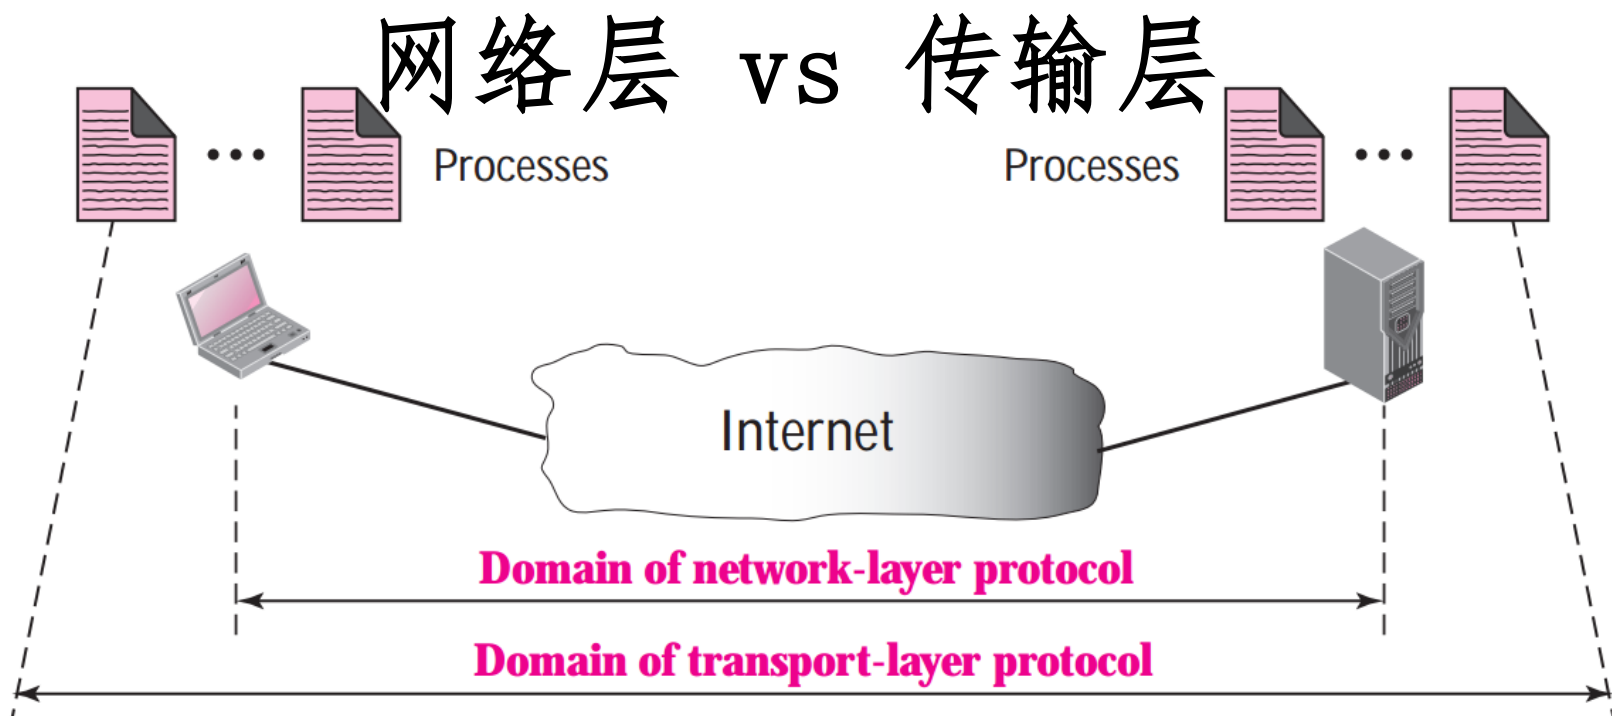 网络层 vs 传输层
Processes
Processes
Internet
Domain of network-layer protocol
Domain of transport-layer protocol